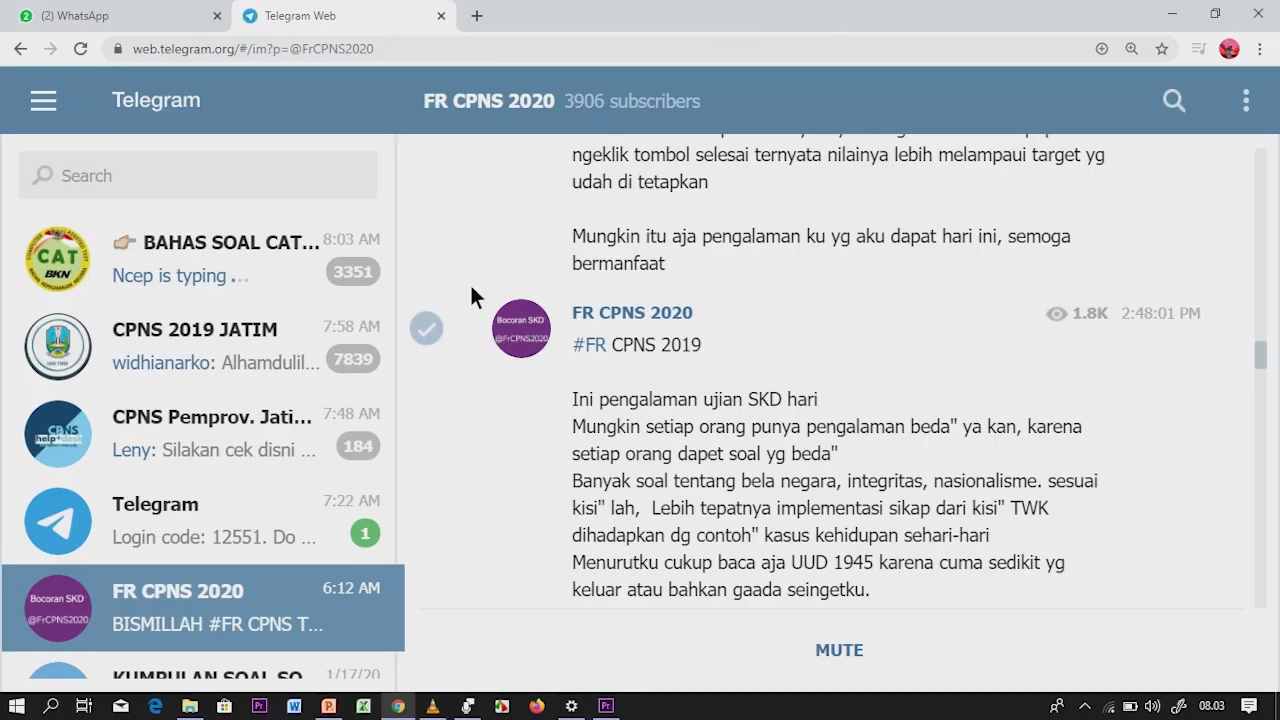 (2) WhatsApp
Telegram Web
web.telegram.org/#/im?p=@FrCPNS2020
Telegram
FR CPNS 2020 3906 subscribers
Search
👉 BAHAS SOAL CAT... 8:03 AM
Ncep is typing ... 3351
CAT
BKN
CPNS 2019 JATIM 7:58 AM
widhianarko: Alhamdulil... 7839
CPNS Pemprov. Jati... 7:48 AM
Leny: Silakan cek disni ... 184
CPNS
Telegram 7:22 AM
Login code: 12551. Do ... 1
FR CPNS 2020 6:12 AM
BISMILLAH #FR CPNS T...
Bocoran SKD
@FrCPNS2020
KUMPULAN SOAL SO 1/17/20
ngeklik tombol selesai ternyata nilainya lebih melampaui target yg
udah di tetapkan
Mungkin itu aja pengalaman ku yg aku dapat hari ini, semoga
bermanfaat
Bocoran SKD
@FrCPNS2020
FR CPNS 2020 1.8K 2:48:01 PM
#FR CPNS 2019
Ini pengalaman ujian SKD hari
Mungkin setiap orang punya pengalaman beda" ya kan, karena
setiap orang dapet soal yg beda"
Banyak soal tentang bela negara, integritas, nasionalisme. sesuai
kisi" lah, Lebih tepatnya implementasi sikap dari kisi" TWK
dihadapkan dg contoh" kasus kehidupan sehari-hari
Menurutku cukup baca aja UUD 1945 karena cuma sedikit yg
keluar atau bahkan gaada seingetku.
MUTE
08.03